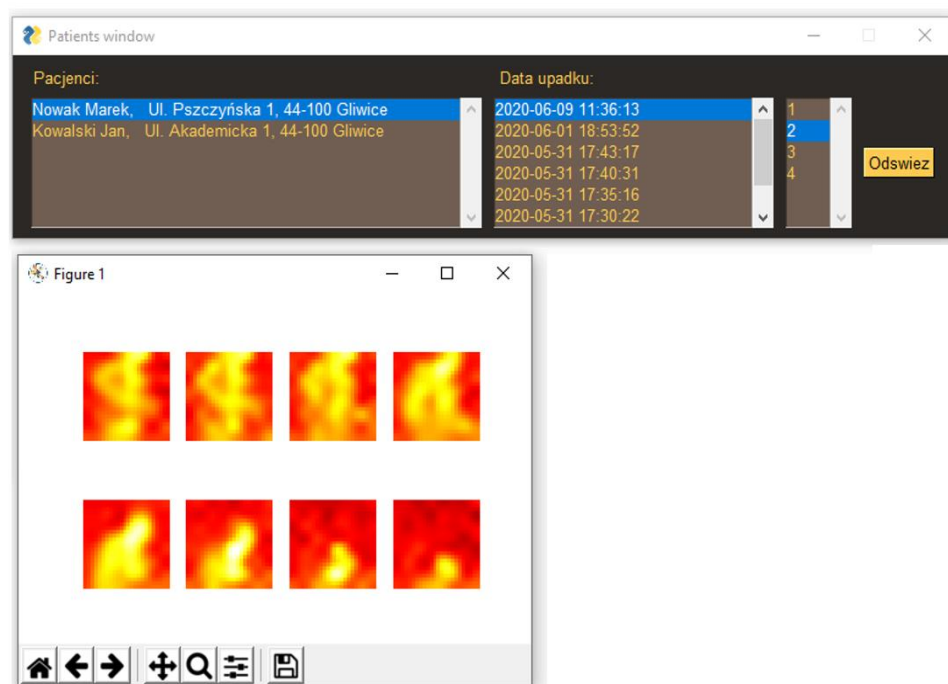 Patients window
Pacjenci:
Data upadku:
Nowak Marek, Ul. Pszczyńska 1, 44-100 Gliwice
Kowalski Jan, Ul. Akademicka 1, 44-100 Gliwice
2020-06-09 11:36:13
2020-06-01 18:53:52
2020-05-31 17:43:17
2020-05-31 17:40:31
2020-05-31 17:35:16
2020-05-31 17:30:22
1
2
3
4
Odswiez
Figure 1